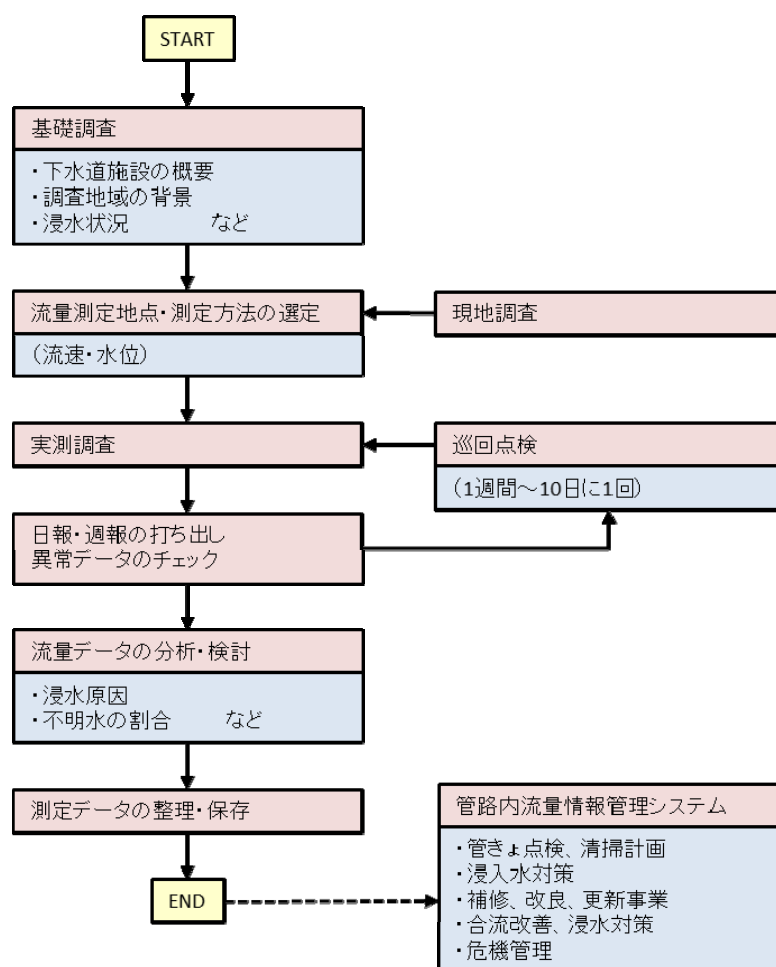 START
基礎調査
・下水道施設の概要
・調査地域の背景
・浸水状況　　　　など
流量測定地点・測定方法の選定
(流速・水位)
現地調査
実測調査
巡回点検
(1週間～10日に1回)
日報・週報の打ち出し
異常データのチェック
流量データの分析・検討
・浸水原因
・不明水の割合　　　など
測定データの整理・保存
END
管路内流量情報管理システム
・管きょ点検、清掃計画
・浸入水対策
・補修、改良、更新事業
・合流改善、浸水対策
・危機管理